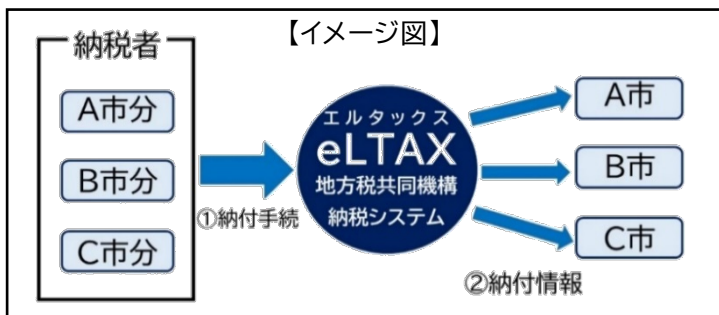 【イメージ図】
納税者
A市分
B市分
C市分
①納付手続
エルタックス
eLTAX
地方税共同機構
納税システム
②納付情報
A市
B市
C市